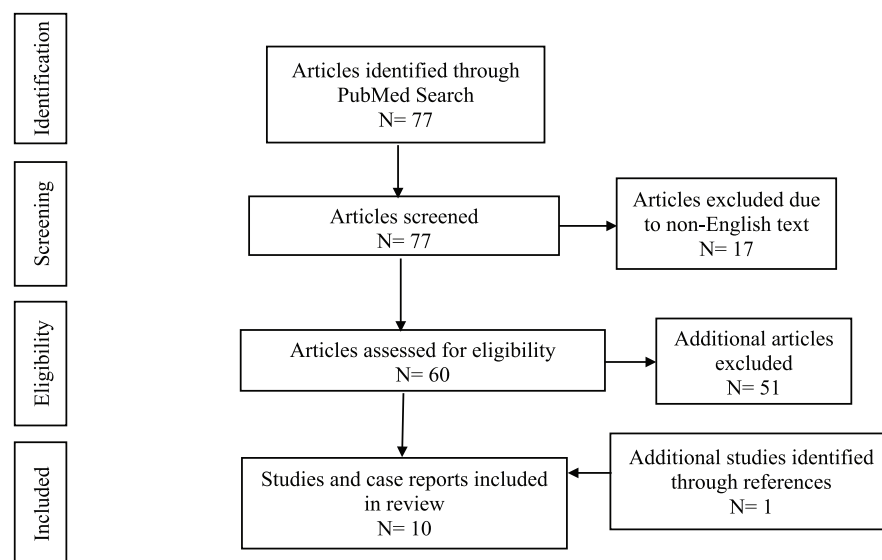 Identification
Articles identified through
PubMed Search
N= 77
Screening
Articles screened
N= 77
Articles excluded due
to non-English text
N= 17
Eligibility
Articles assessed for eligibility
N= 60
Additional articles
excluded
N= 51
Included
Studies and case reports included
in review
N= 10
Additional studies identified
through references
N= 1